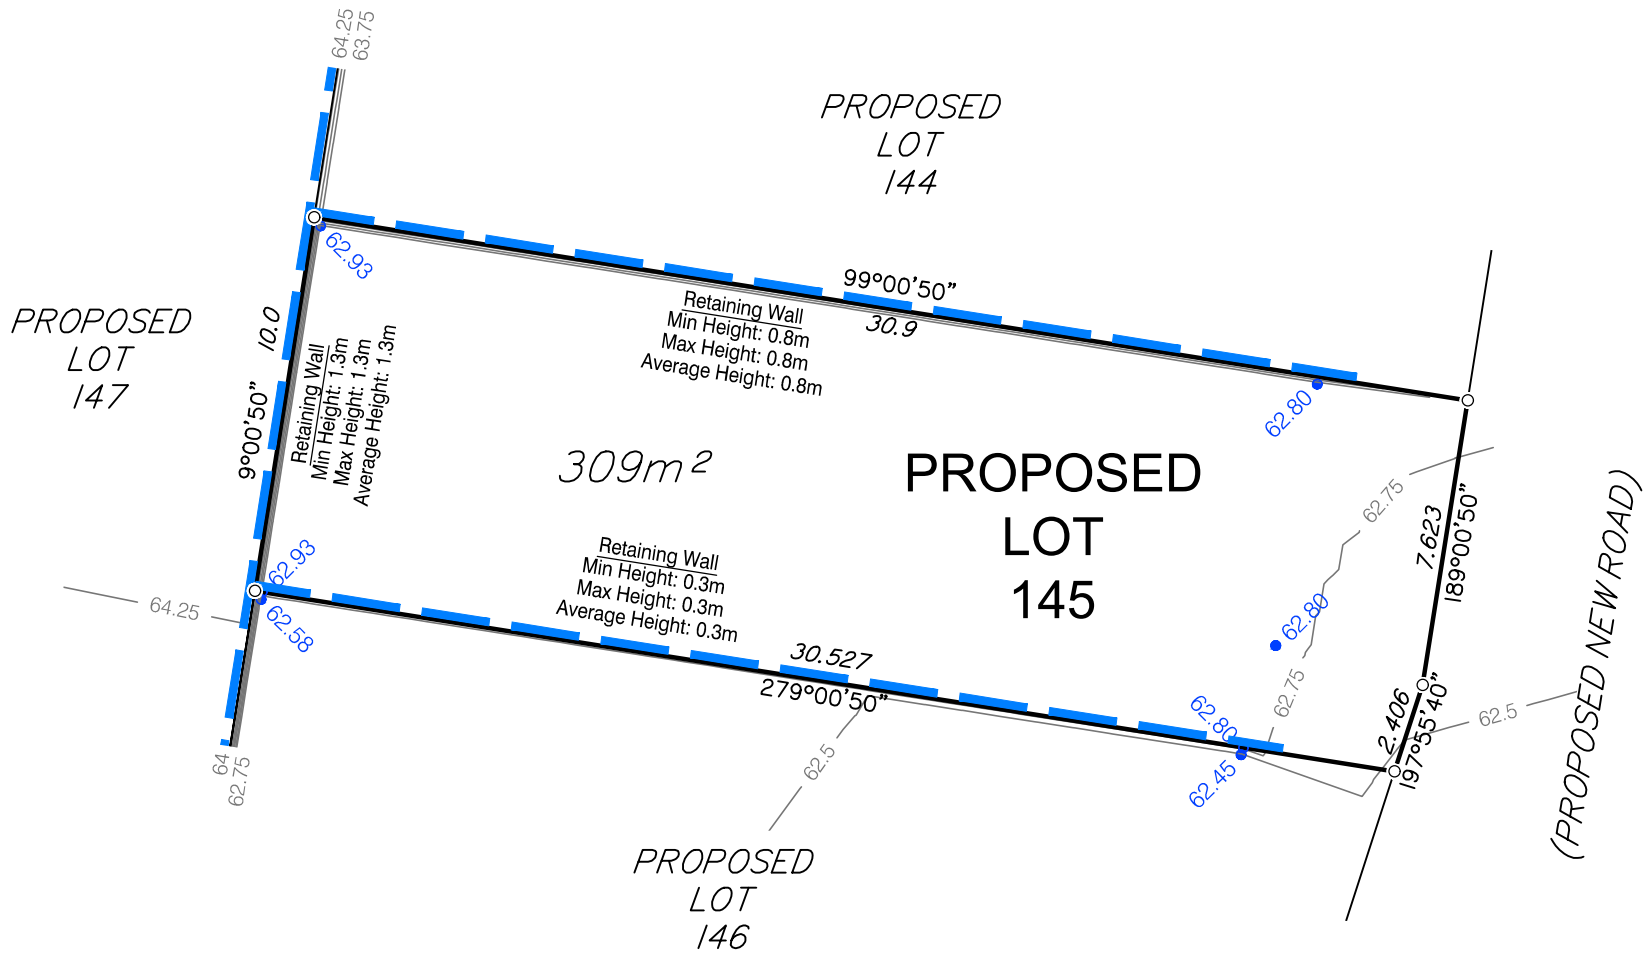 64.25
63.75
PROPOSED
LOT
144
62.93
99°00'50"
30.9
Retaining Wall
Min Height: 0.8m
Max Height: 0.8m
Average Height: 0.8m
PROPOSED
LOT
147
10.0
9°00'50"
Retaining Wall
Min Height: 1.3m
Max Height: 1.3m
Average Height: 1.3m
62.80
309m²
PROPOSED
LOT
145
62.75
7.623
189°00'50"
(PROPOSED NEW ROAD)
62.93
62.58
64.25
Retaining Wall
Min Height: 0.3m
Max Height: 0.3m
Average Height: 0.3m
62.80
30.527
279°00'50"
62.75
62.80
62.45
2.406
197°55'40"
62.5
64
62.75
62.5
PROPOSED
LOT
146